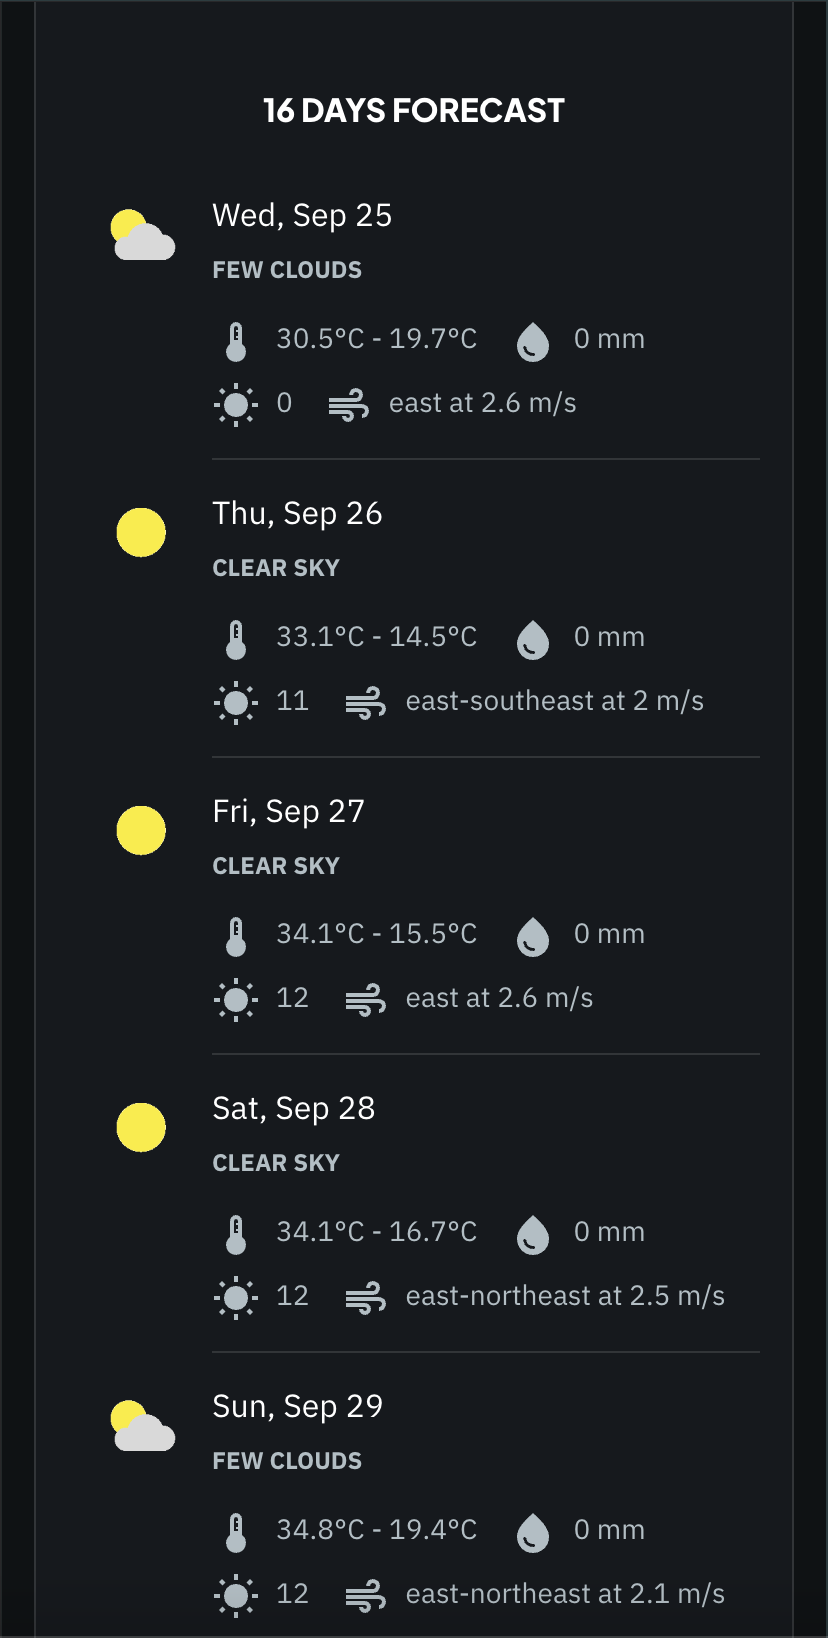 16 DAYS FORECAST
Wed, Sep 25
FEW CLOUDS
30.5°C - 19.7°C 0 mm
0 east at 2.6 m/s
Thu, Sep 26
CLEAR SKY
33.1°C - 14.5°C 0 mm
11 east-southeast at 2 m/s
Fri, Sep 27
CLEAR SKY
34.1°C - 15.5°C 0 mm
12 east at 2.6 m/s
Sat, Sep 28
CLEAR SKY
34.1°C - 16.7°C 0 mm
12 east-northeast at 2.5 m/s
Sun, Sep 29
FEW CLOUDS
34.8°C - 19.4°C 0 mm
12 east-northeast at 2.1 m/s